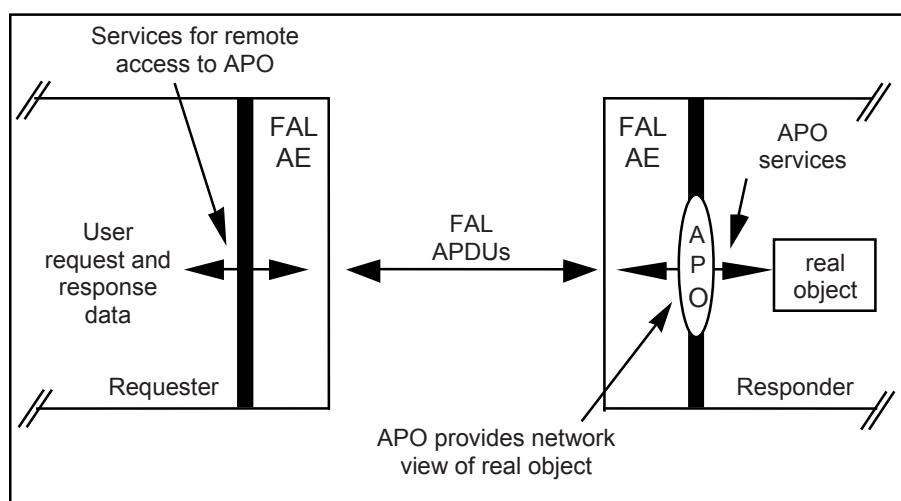 Services for remote
access to APO
FAL
AE
User
request and
response
data
Requester
FAL
APDUs
FAL
AE
APO
services
A
P
O
real
object
Responder
APO provides network
view of real object